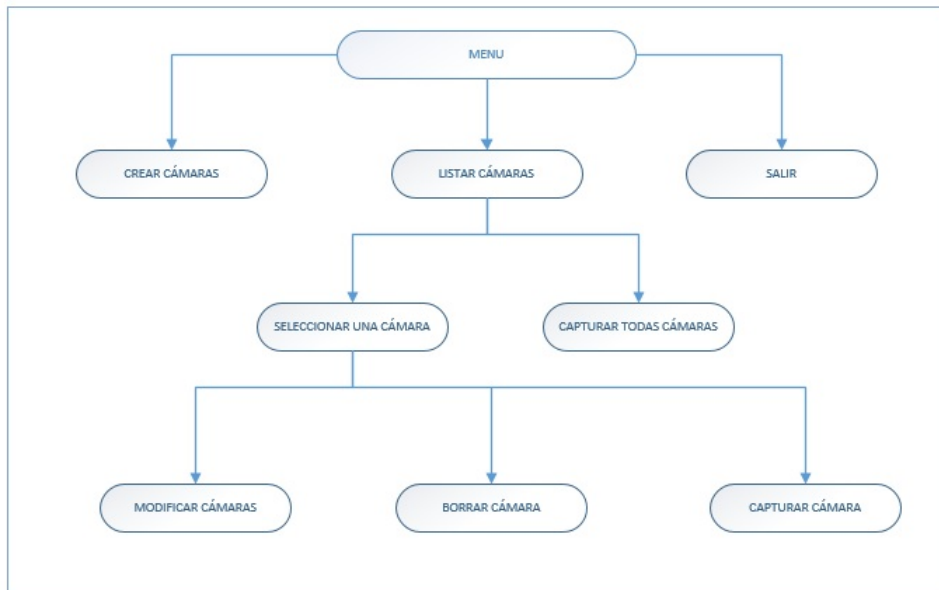 MENU
CREAR CÁMARAS
LISTAR CÁMARAS
SALIR
SELECCIONAR UNA CÁMARA
CAPTURAR TODAS CÁMARAS
MODIFICAR CÁMARAS
BORRAR CÁMARA
CAPTURAR CÁMARA